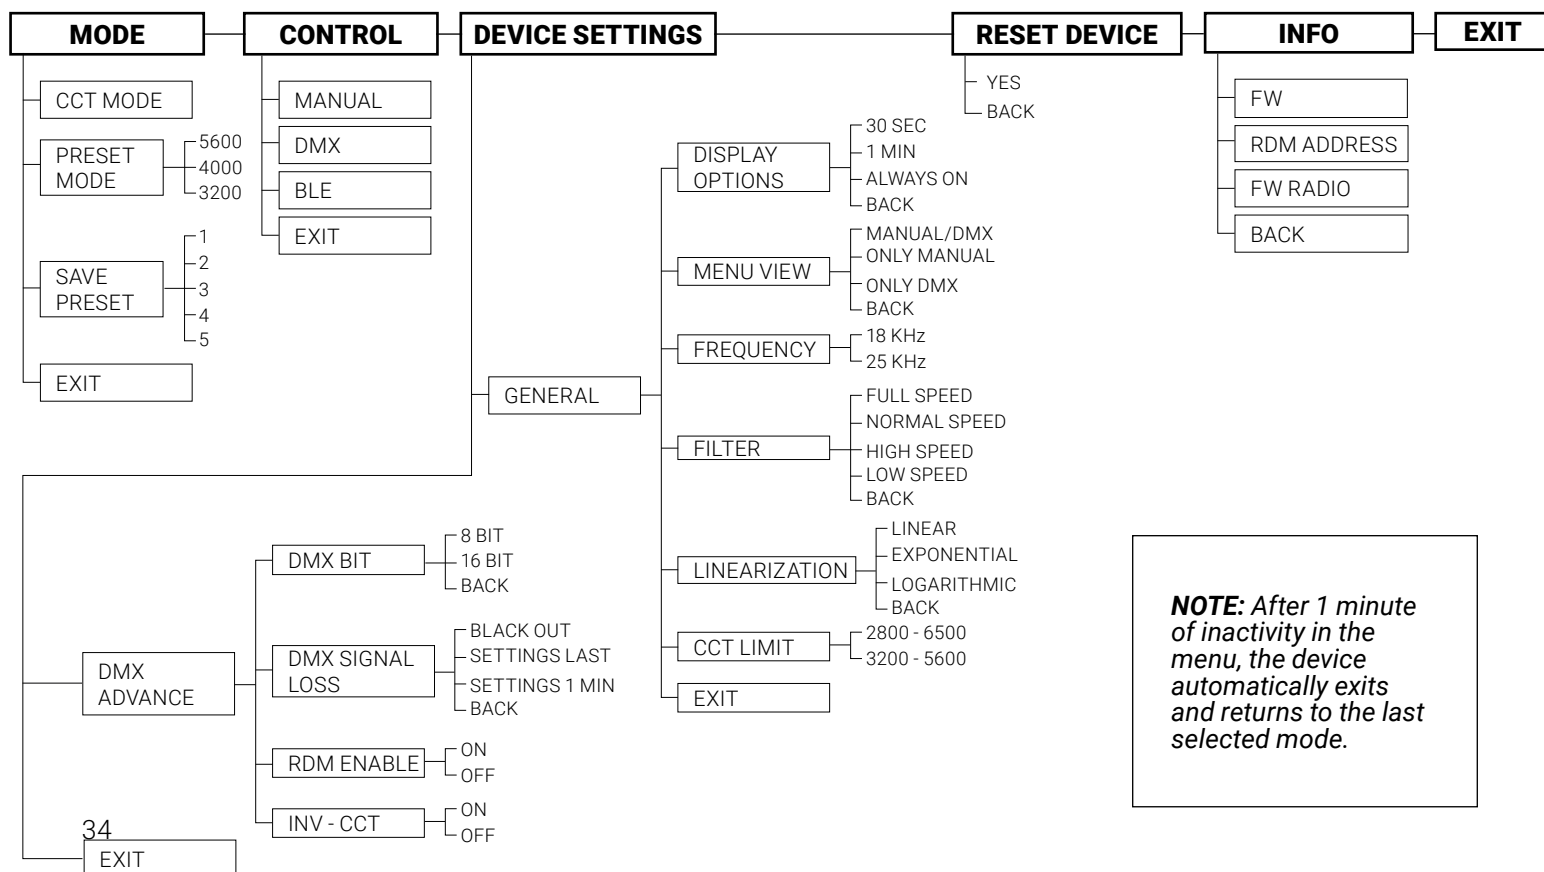 MODE
CONTROL
DEVICE SETTINGS
RESET DEVICE
INFO
EXIT
CCT MODE
PRESET
MODE
5600
4000
3200
SAVE
PRESET
1
2
3
4
5
EXIT
MANUAL
DMX
BLE
EXIT
GENERAL
DISPLAY
OPTIONS
30 SEC
1 MIN
ALWAYS ON
BACK
MENU VIEW
MANUAL/DMX
ONLY MANUAL
ONLY DMX
BACK
FREQUENCY
18 KHz
25 KHz
FILTER
FULL SPEED
NORMAL SPEED
HIGH SPEED
LOW SPEED
BACK
LINEARIZATION
LINEAR
EXPONENTIAL
LOGARITHMIC
BACK
CCT LIMIT
2800 - 6500
3200 - 5600
EXIT
DMX
ADVANCE
DMX BIT
8 BIT
16 BIT
BACK
DMX SIGNAL
LOSS
BLACK OUT
SETTINGS LAST
SETTINGS 1 MIN
BACK
RDM ENABLE
ON
OFF
INV - CCT
ON
OFF
34
EXIT
YES
BACK
FW
RDM ADDRESS
FW RADIO
BACK
NOTE: After 1 minute
of inactivity in the
menu, the device
automatically exits
and returns to the last
selected mode.